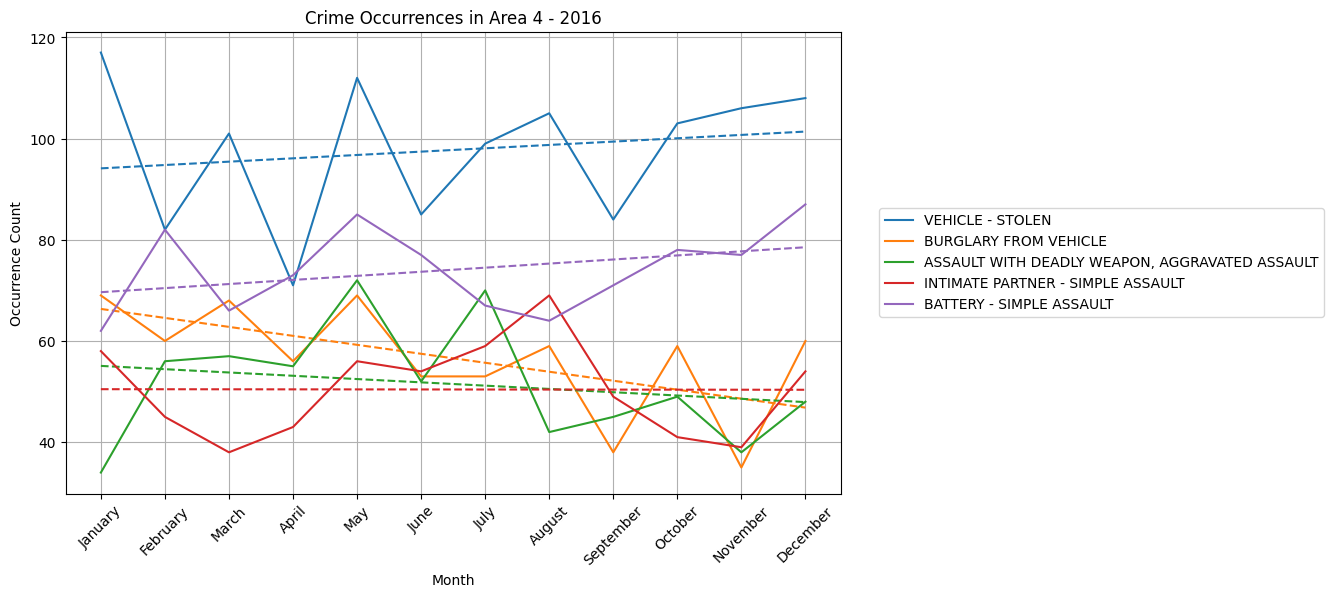 Crime Occurrences in Area 4 - 2016
Occurrence Count
120
100
80
60
40
January
February
March
April
May
June
July
August
September
October
November
December
Month
VEHICLE - STOLEN
BURGLARY FROM VEHICLE
ASSAULT WITH DEADLY WEAPON, AGGRAVATED ASSAULT
INTIMATE PARTNER - SIMPLE ASSAULT
BATTERY - SIMPLE ASSAULT